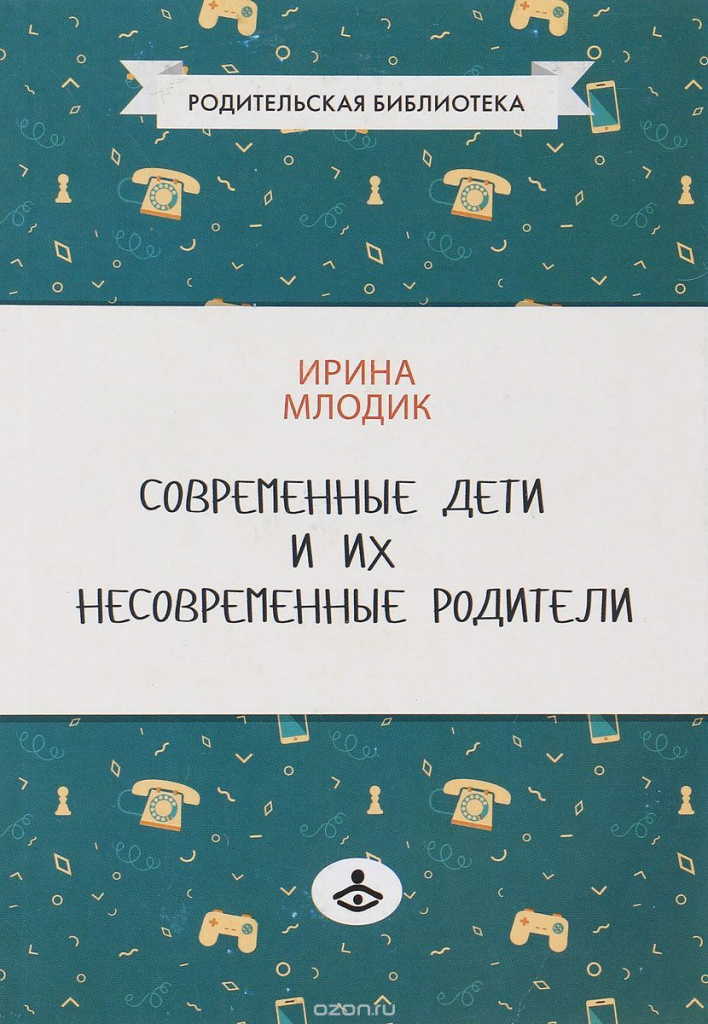 РОДИТЕЛЬСКАЯ БИБЛИОТЕКА
ИРИНА
МЛОДИК
СОВРЕМЕННЫЕ ДЕТИ
И ИХ
НЕСОВРЕМЕННЫЕ РОДИТЕЛИ
ozon.ru